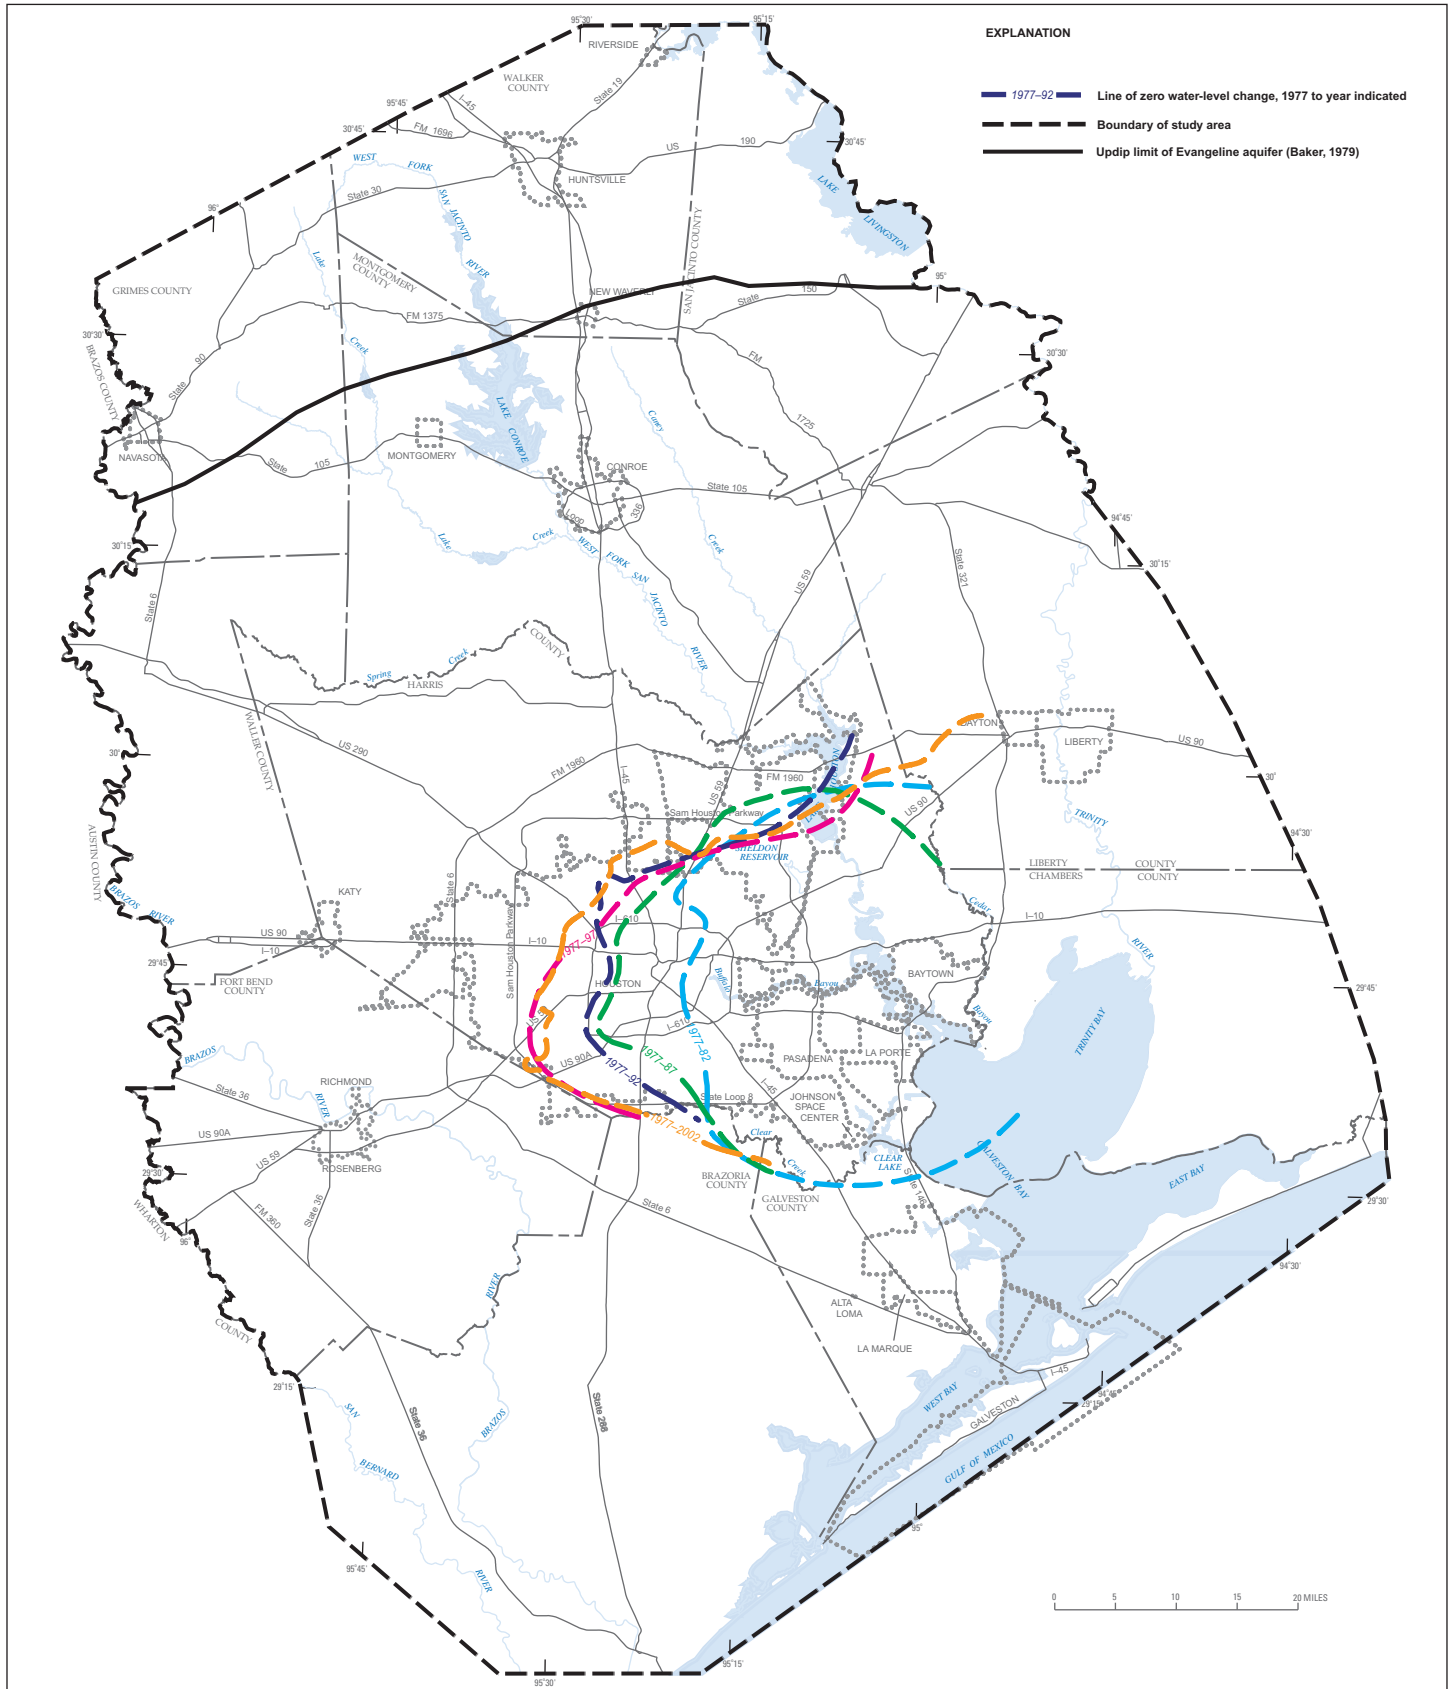 EXPLANATION
1977–92
Line of zero water-level change, 1977 to year indicated
Boundary of study area
Updip limit of Evangeline aquifer (Baker, 1979)
95°30'
95°15'
RIVERSIDE
WALKER
COUNTY
State 19
I–45
95°45'
30°45'
FM 1696
US
190
30°45'
WEST
FORK
SAN JACINTO
RIVER
HUNTSVILLE
State 30
96°
LAKE
LIVINGSTON
SAN JACINTO COUNTY
Lake
MONTGOMERY
COUNTY
GRIMES COUNTY
NEW WAVERLY
State
150
95°
FM 1375
30°30'
Creek
90
State
BRAZOS COUNTY
FM
1725
30°30'
LAKE CONROE
Caney
NAVASOTA
State
105
MONTGOMERY
CONROE
State 105
Loop
336
94°45'
30°15'
Lake
Creek
WEST FORK SAN
JACINTO
RIVER
Creek
State 321
US 59
30°15'
State 6
COUNTY
Spring
Creek
HARRIS
WALLER COUNTY
30°
US 290
FM 1960
I–45
US 59
FM 1960
HOUSTON
DAYTON
LIBERTY
US 90
30°
US 90
Sam Houston Parkway
SHELDON
RESERVOIR
TRINITY
94°30'
AUSTIN COUNTY
LIBERTY
COUNTY
CHAMBERS
COUNTY
BRAZOS RIVER
KATY
State 6
Sam Houston Parkway
I–610
Cedar
I–10
US 90
I–10
I–10
1977–97
RIVER
29°45'
FORT BEND
COUNTY
HOUSTON
Buffalo
Bayou
BAYTOWN
Bayou
29°45'
TRINITY BAY
US 59
I–610
1977–82
BRAZOS
US 90A
1977–87
1977–92
PASADENA
LA PORTE
RICHMOND
State 36
RIVER
I–45
State Loop 8
JOHNSON
SPACE
CENTER
US 90A
1977–2002
Clear
CLEAR
LAKE
US 59
ROSENBERG
29°30'
Creek
GALVESTON BAY
EAST BAY
BRAZORIA
COUNTY
GALVESTON
COUNTY
State 146
29°30'
WHARTON
FM 360
State 36
State 6
96°
94°30'
RIVER
ALTA
LOMA
COUNTY
LA MARQUE
29°15'
I–45
94°45'
29°15'
WEST BAY
GALVESTON
SAN
State 36
BRAZOS
State 288
GULF OF MEXICO
BERNARD
95°
95°45'
RIVER
0
5
10
15
20 MILES
95°15'
95°30'